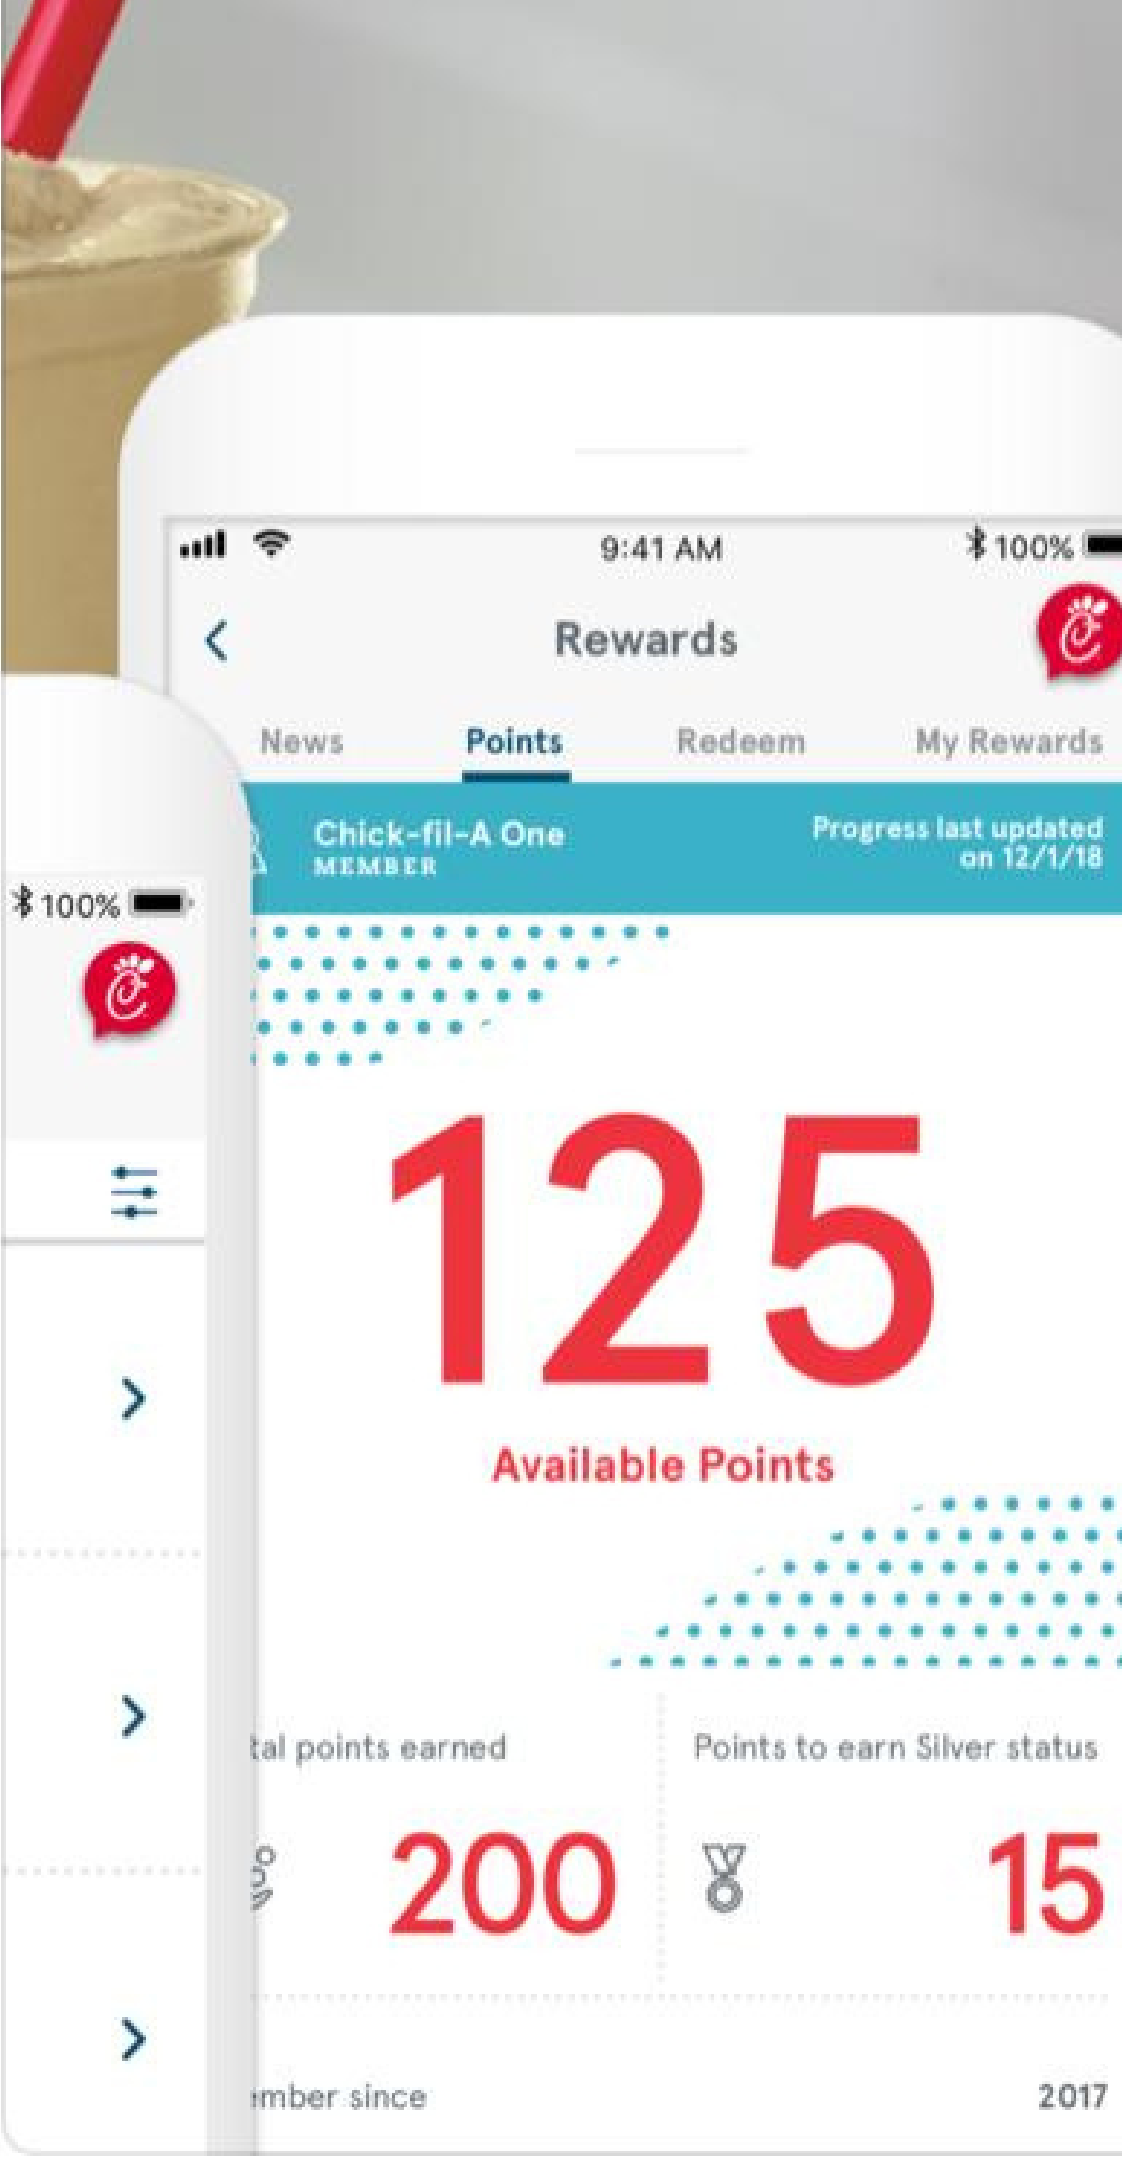 9:41 AM
100%
Rewards
News Points Redeem My Rewards
Chick-fil-A One
MEMBER
Progress last updated
on 12/1/18
100%
125
Available Points
tal points earned
Points to earn Silver status
200
15
mber since
2017